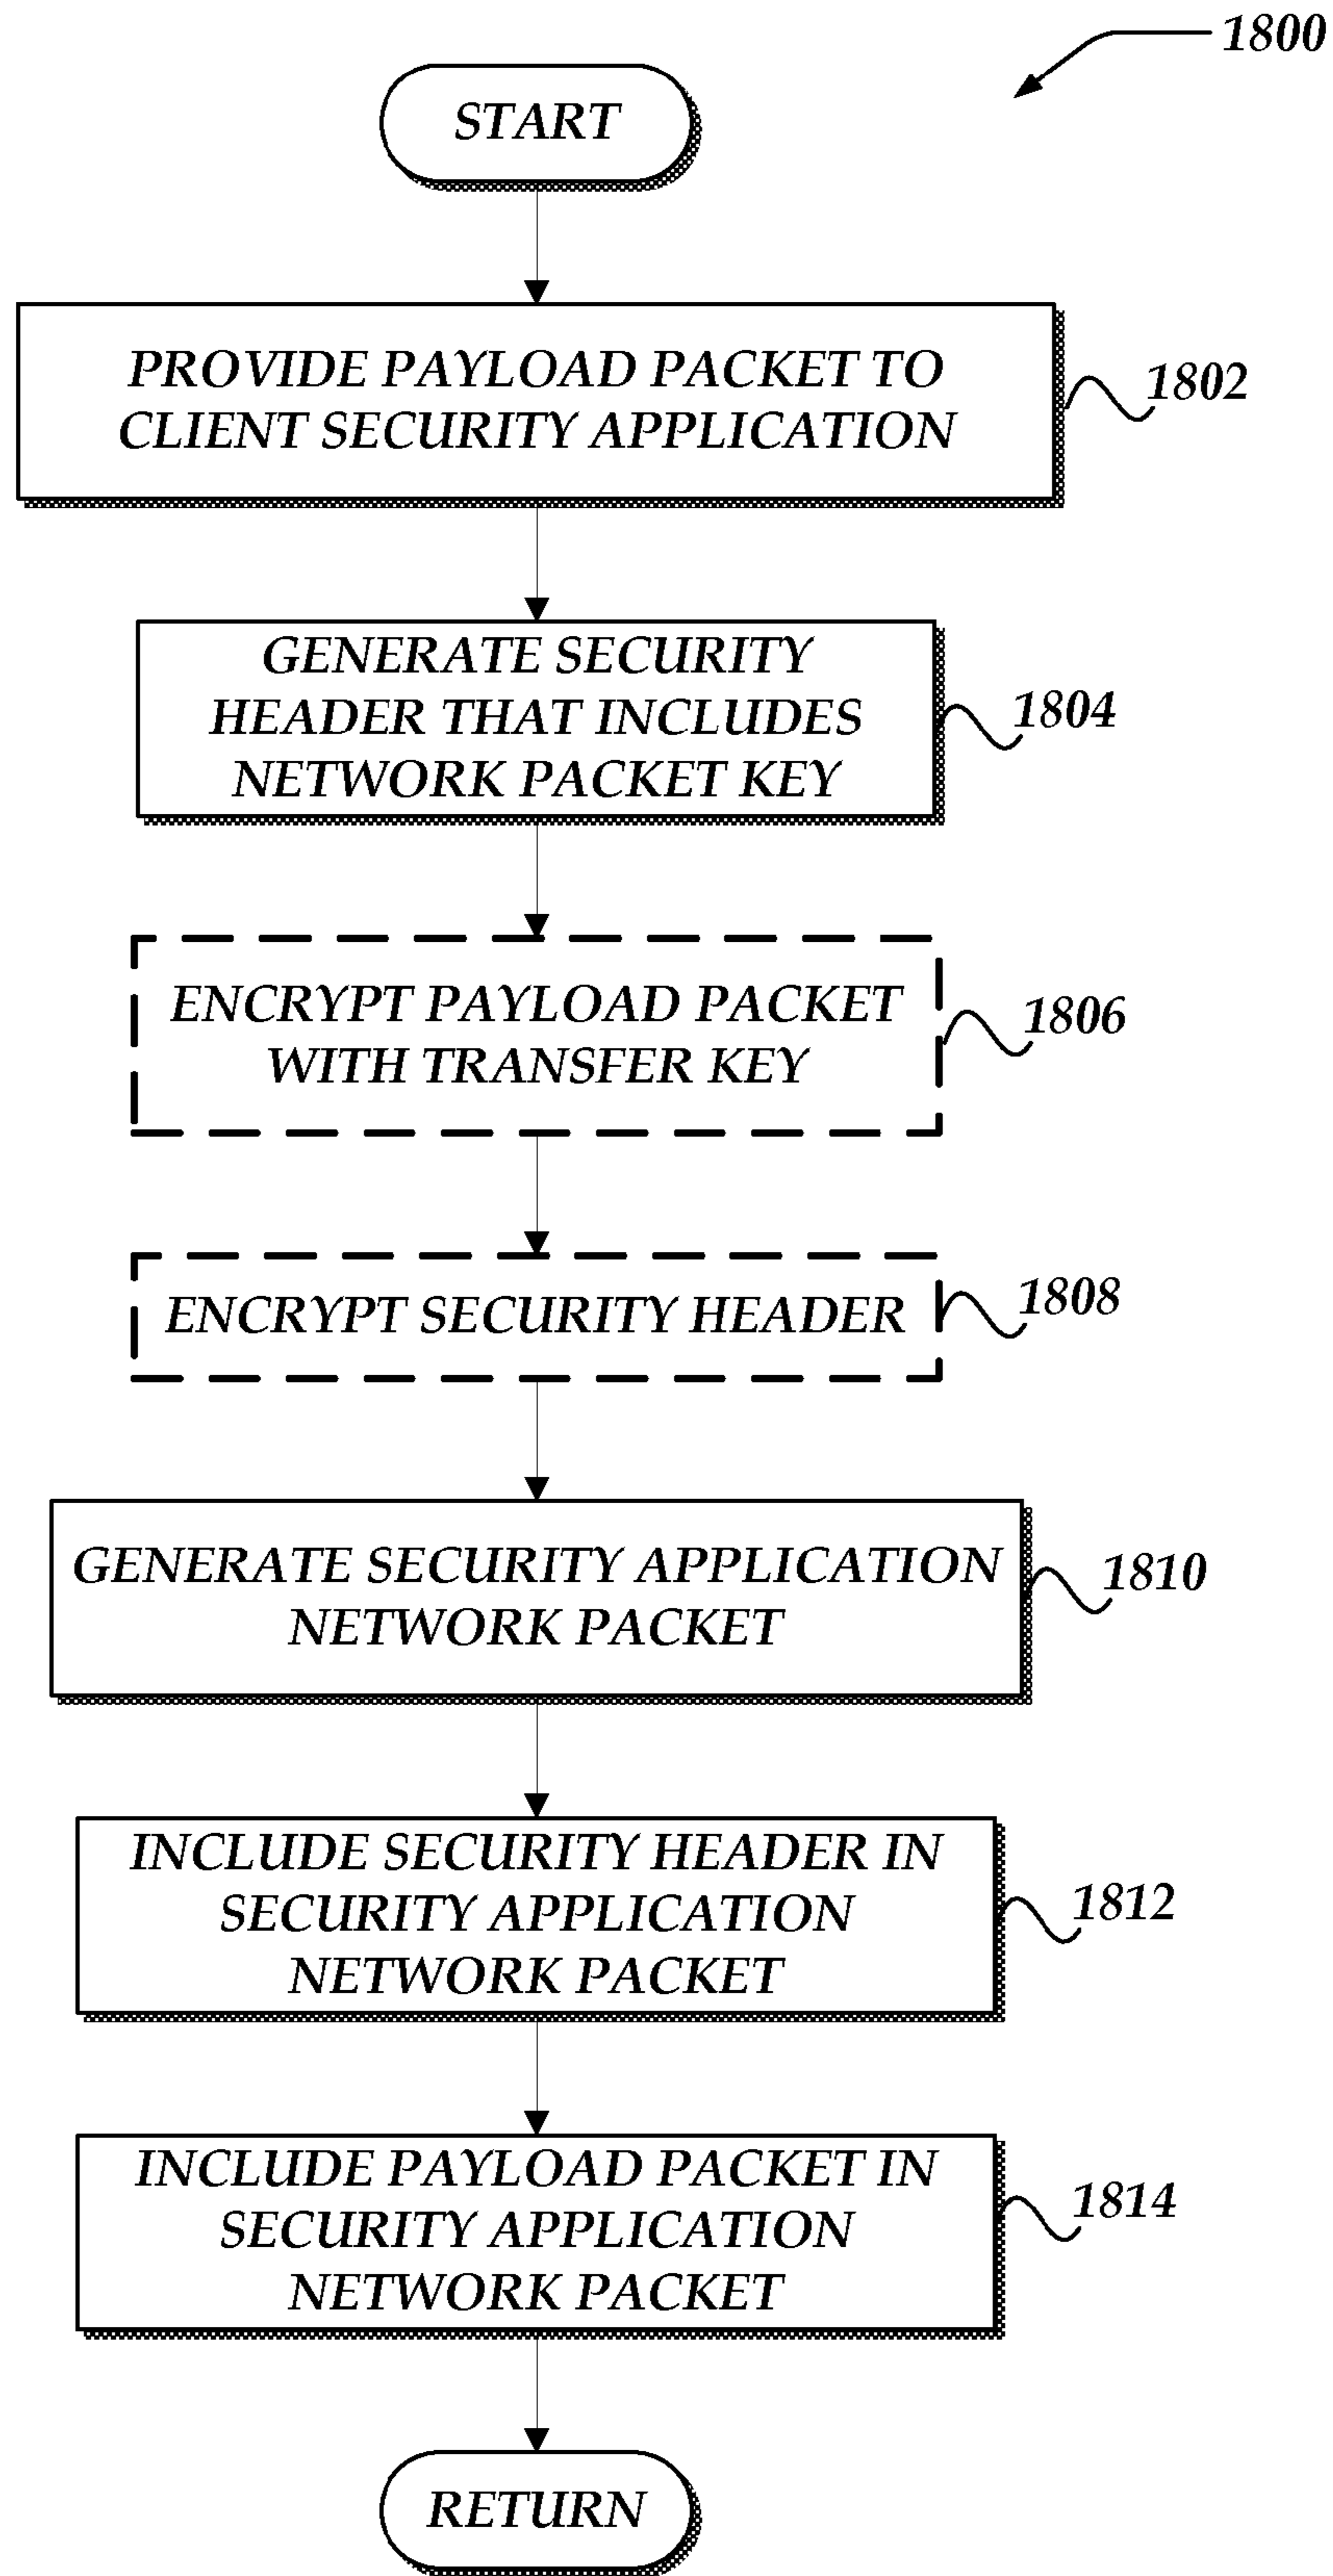 1800
START
PROVIDE PAYLOAD PACKET TO
CLIENT SECURITY APPLICATION
1802
GENERATE SECURITY
HEADER THAT INCLUDES
NETWORK PACKET KEY
1804
ENCRYPT PAYLOAD PACKET
WITH TRANSFER KEY
1806
ENCRYPT SECURITY HEADER
1808
GENERATE SECURITY APPLICATION
NETWORK PACKET
1810
INCLUDE SECURITY HEADER IN
SECURITY APPLICATION
NETWORK PACKET
1812
INCLUDE PAYLOAD PACKET IN
SECURITY APPLICATION
NETWORK PACKET
1814
RETURN